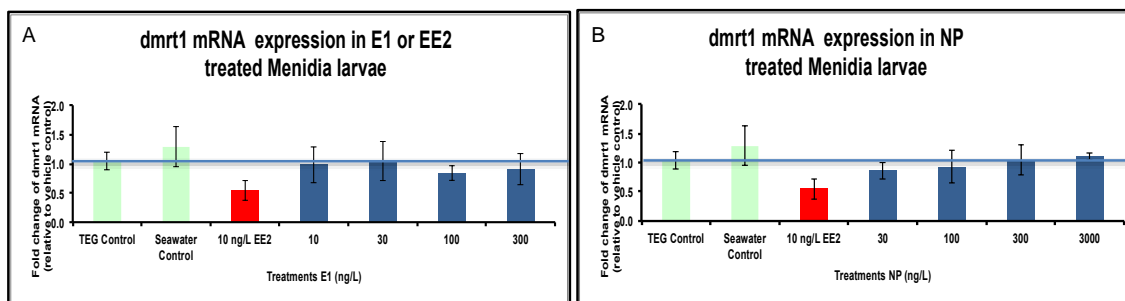 A
dmrt1 mRNA expression in E1 or EE2
treated Menidia larvae
Fold change of dmrt1 mRNA
(relative to vehicle control)
2.0
1.5
1.0
0.5
0.0
TEG Control
Seawater
Control
10 ng/L EE2
10
30
100
300
Treatments E1 (ng/L)
B
dmrt1 mRNA expression in NP
treated Menidia larvae
Fold change of dmrt1 mRNA
(relative to vehicle control)
2.0
1.5
1.0
0.5
0.0
TEG Control
Seawater
Control
10 ng/L EE2
30
100
300
3000
Treatments NP (ng/L)